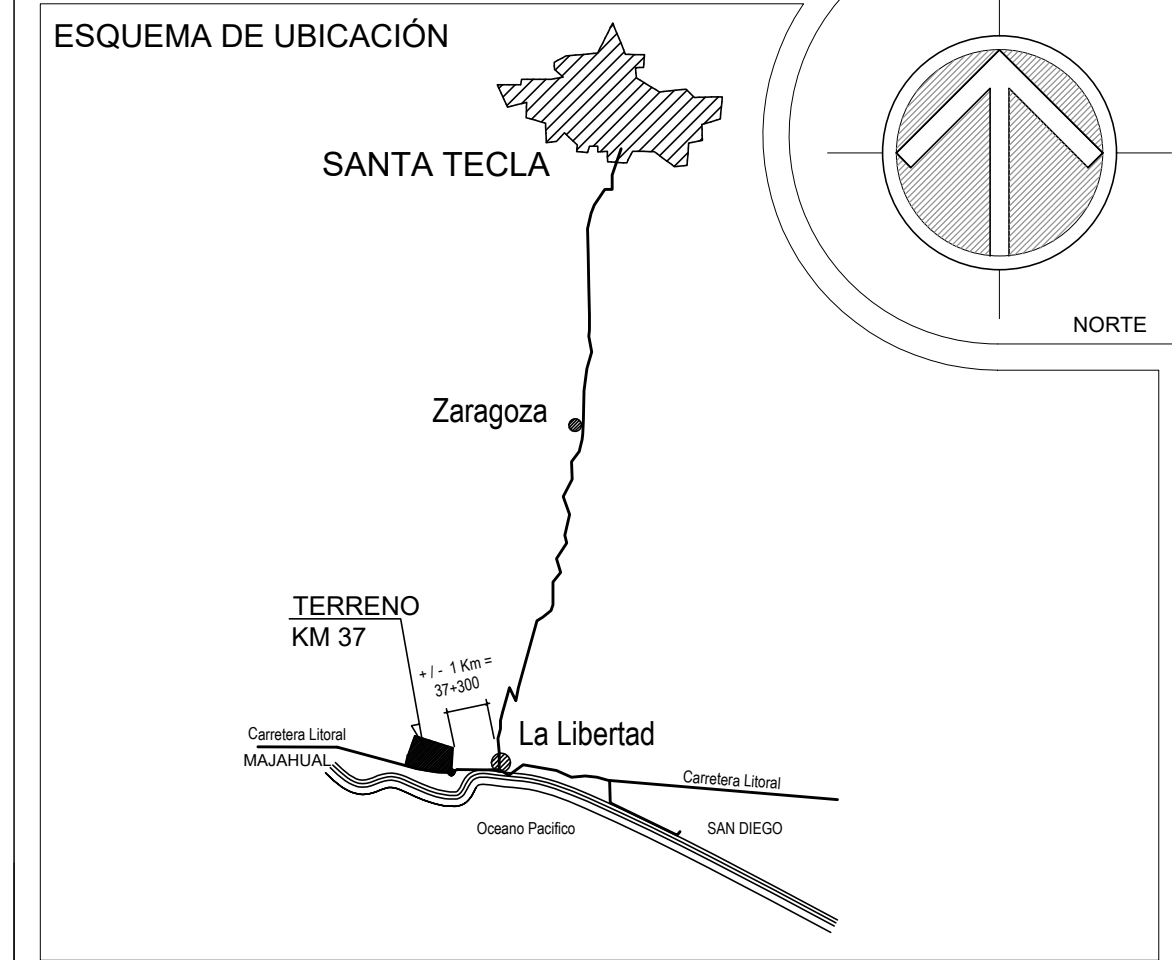 ESQUEMA DE UBICACIÓN
SANTA TECLA
NORTE
Zaragoza
TERRENO
KM 37
+ / - 1 Km =
37+300
La Libertad
Carretera Litoral
MAJAHUAL
Carretera Litoral
Oceano Pacifico
SAN DIEGO